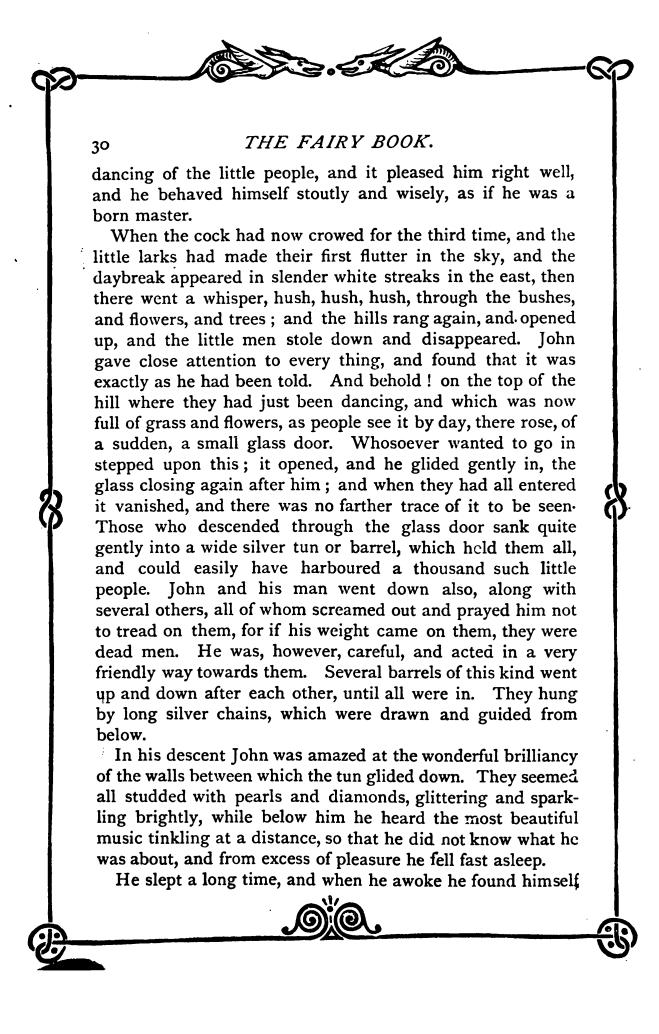 30 THE FAIRY BOOK.
dancing of the little people, and it pleased him right well,
and he behaved himself stoutly and wisely, as if he was a
born master.
When the cock had now crowed for the third time, and the
little larks had made their first flutter in the sky, and the
daybreak appeared in slender white streaks in the east, then
there went a whisper, hush, hush, hush, through the bushes,
and flowers, and trees ; and the hills rang again, and opened
up, and the little men stole down and disappeared. John
gave close attention to every thing, and found that it was
exactly as he had been told. And behold ! on the top of the
hill where they had just been dancing, and which was now
full of grass and flowers, as people see it by day, there rose, of
a sudden, a small glass door. Whosoever wanted to go in
stepped upon this ; it opened, and he glided gently in, the
glass closing again after him ; and when they had all entered
it vanished, and there was no farther trace of it to be seen.
Those who descended through the glass door sank quite
gently into a wide silver tun or barrel, which held them all,
and could easily have harboured a thousand such little
people. John and his man went down also, along with
several others, all of whom screamed out and prayed him not
to tread on them, for if his weight came on them, they were
dead men. He was, however, careful, and acted in a very
friendly way towards them. Several barrels of this kind went
up and down after each other, until all were in. They hung
by long silver chains, which were drawn and guided from
below.
In his descent John was amazed at the wonderful brilliancy
of the walls between which the tun glided down. They seemed
all studded with pearls and diamonds, glittering and spark-
ling brightly, while below him he heard the most beautiful
music tinkling at a distance, so that he did not know what he
was about, and from excess of pleasure he fell fast asleep.
He slept a long time, and when he awoke he found himself